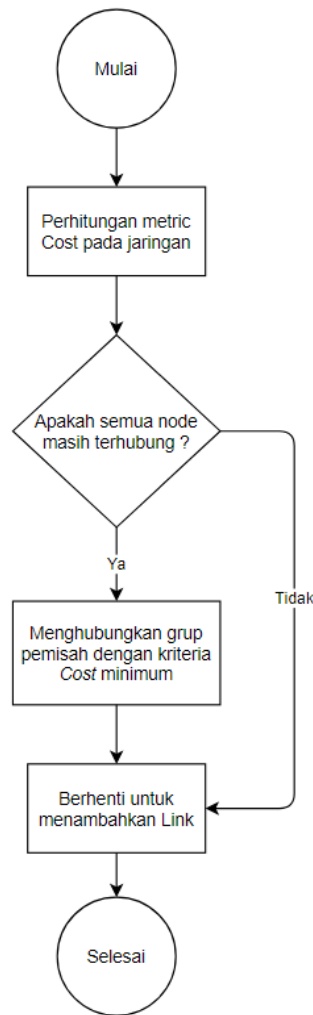 Mulai
Perhitungan metric
Cost pada jaringan
Apakah semua node
masih terhubung ?
Ya
Tidak
Menghubungkan grup
pemisah dengan kriteria
Cost minimum
Berhenti untuk
menambahkan Link
Selesai